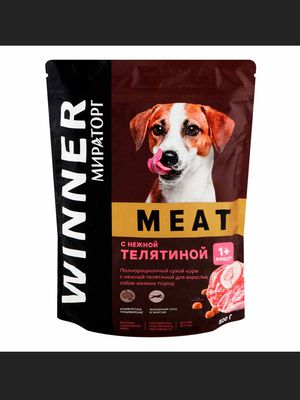 WINNER
МИРАТОРГ
MEAT
С НЕЖНОЙ
ТЕЛЯТИНОЙ
1+
Полнорационный сухой корм
с нежной телятиной для взрослых
собак мелких пород
500 Г